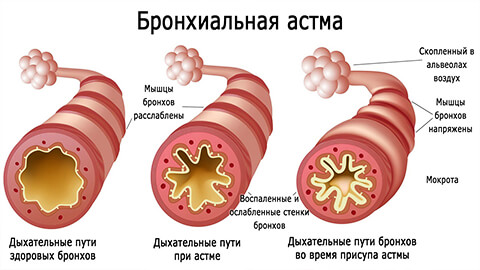 Бронхиальная астма
Скопленный в
альвеолах
воздух
Мышцы
бронхов
расслаблены
Мышцы
бронхов
напряжены
Мокрота
Воспаленные и
ослабленные стенки
бронхов
Дыхательные пути
здоровых бронхов
Дыхательные пути
при астме
Дыхательные пути бронхов
во время присупа астмы